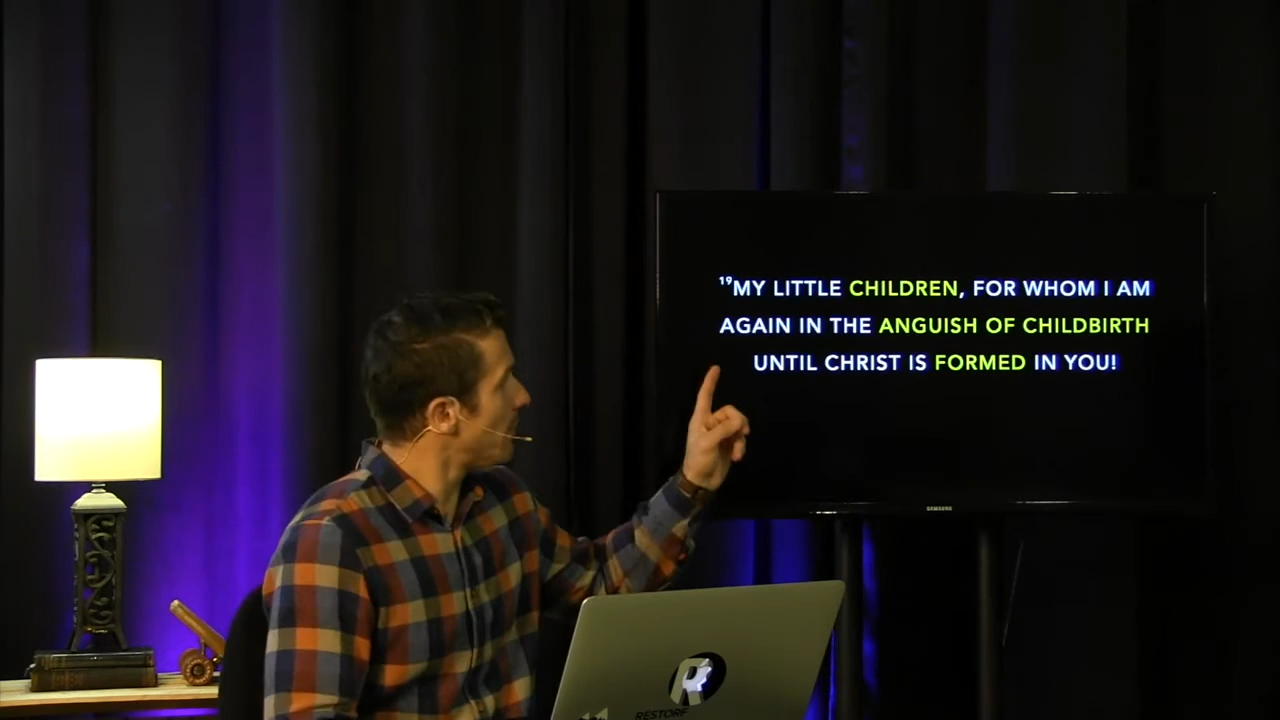 ¹⁹MY LITTLE CHILDREN, FOR WHOM I AM
AGAIN IN THE ANGUISH OF CHILDBIRTH
UNTIL CHRIST IS FORMED IN YOU!
SAMSUNG
R
RESTORE